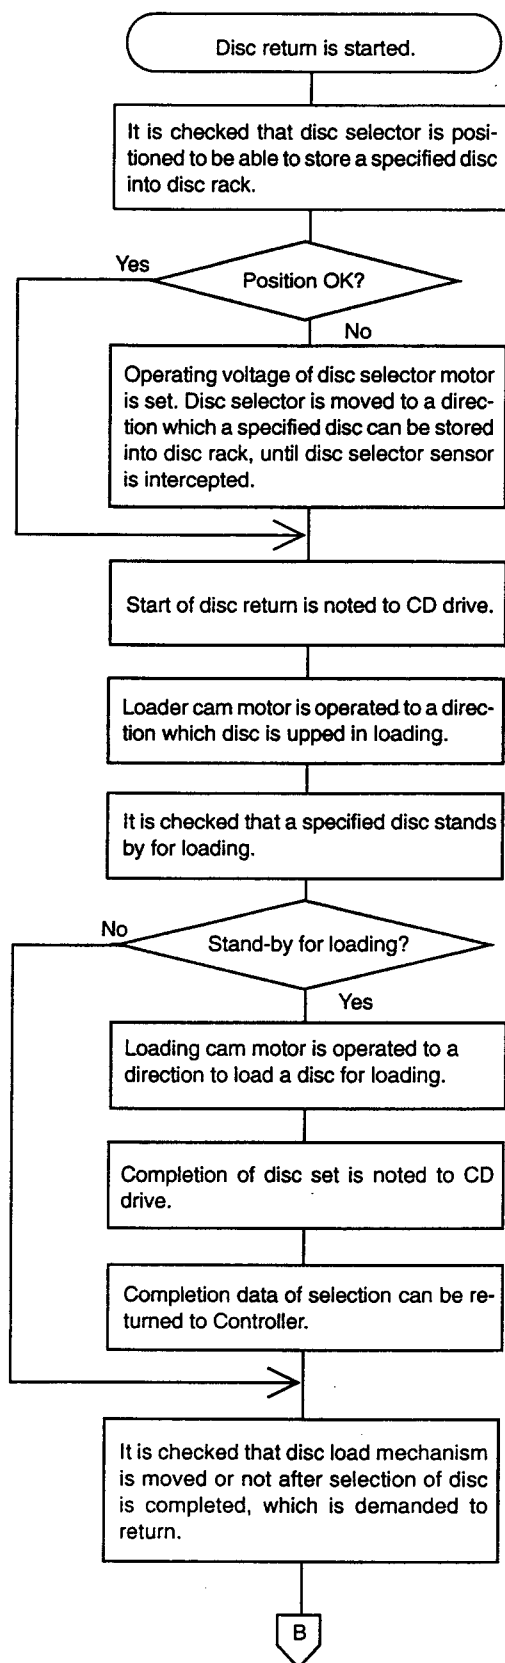 Disc return is started.
It is checked that disc selector is posi-
tioned to be able to store a specified disc
into disc rack.
Yes
Position OK?
No
Operating voltage of disc selector motor
is set. Disc selector is moved to a direc-
tion which a specified disc can be stored
into disc rack, until disc selector sensor
is intercepted.
Start of disc return is noted to CD drive.
Loader cam motor is operated to a direc-
tion which disc is upped in loading.
It is checked that a specified disc stands
by for loading.
No
Stand-by for loading?
Yes
Loading cam motor is operated to a
direction to load a disc for loading.
Completion of disc set is noted to CD
drive.
Completion data of selection can be re-
turned to Controller.
It is checked that disc load mechanism
is moved or not after selection of disc
is completed, which is demanded to
return.
B